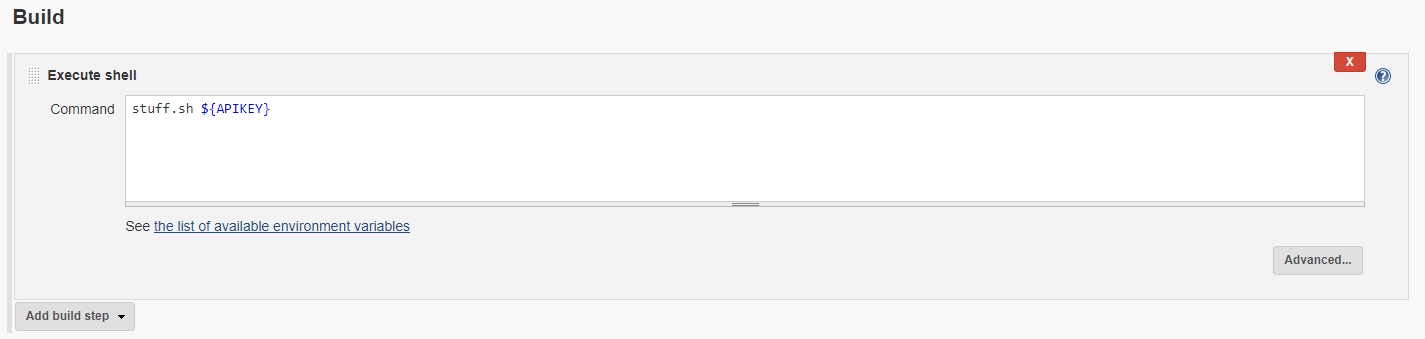 Build
X
Execute shell
?
Command
stuff.sh ${APIKEY}
See the list of available environment variables
Advanced...
Add build step